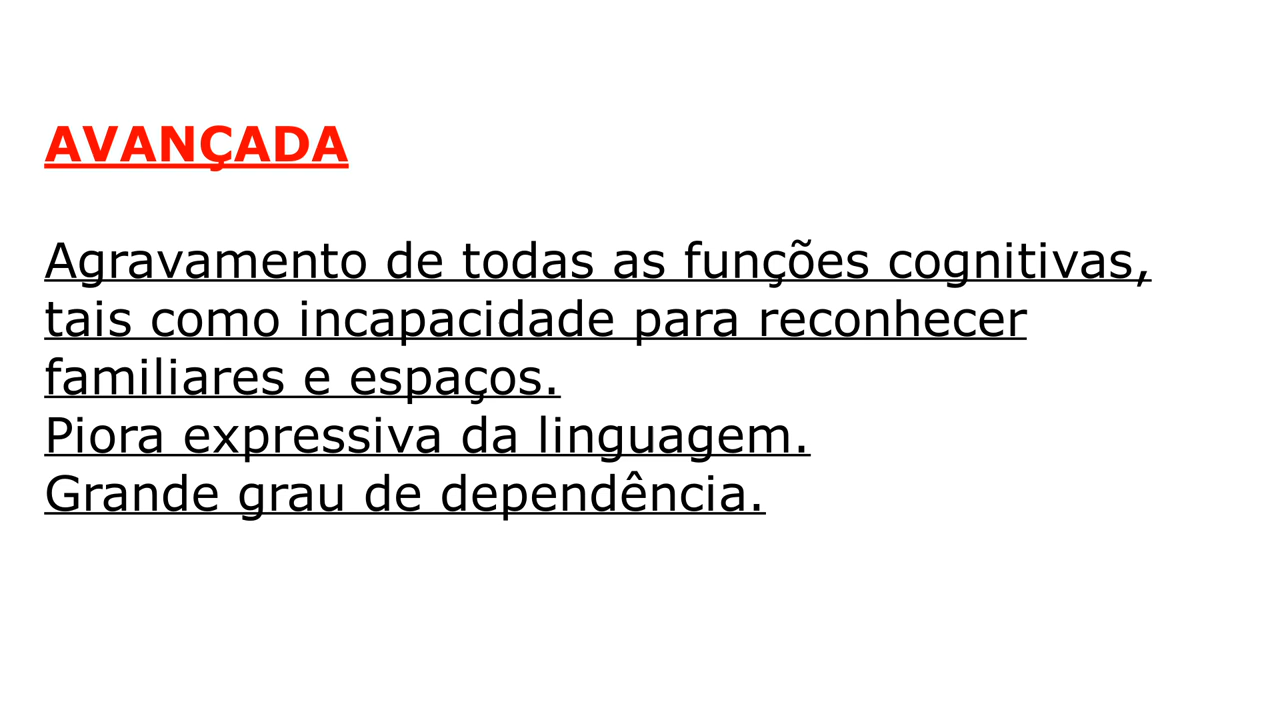 AVANÇADA
Agravamento de todas as funções cognitivas,
tais como incapacidade para reconhecer
familiares e espaços.
Piora expressiva da linguagem.
Grande grau de dependência.